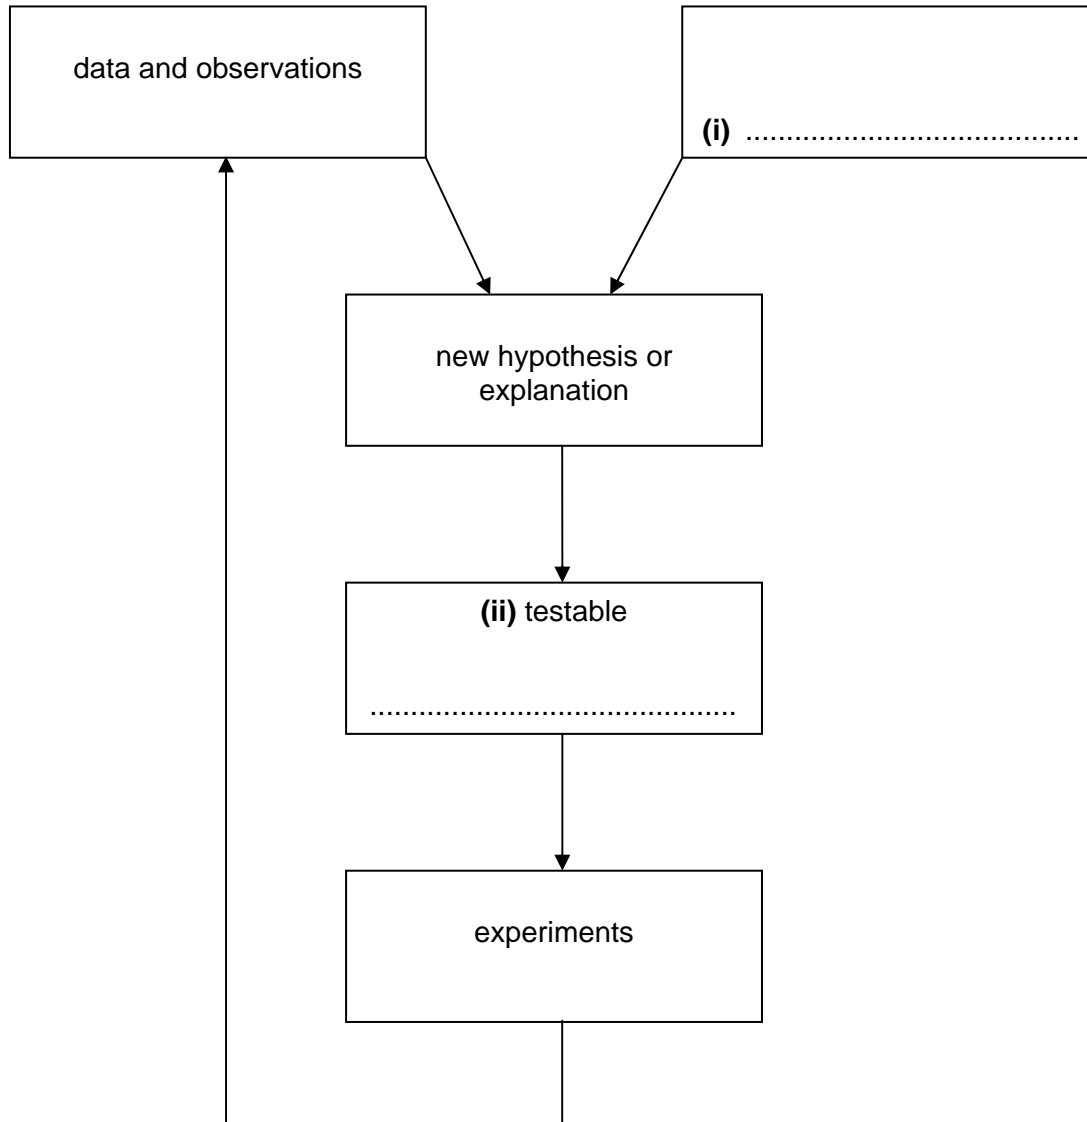 data and observations
(i) ........................................
new hypothesis or
explanation
(ii) testable
............................................
experiments